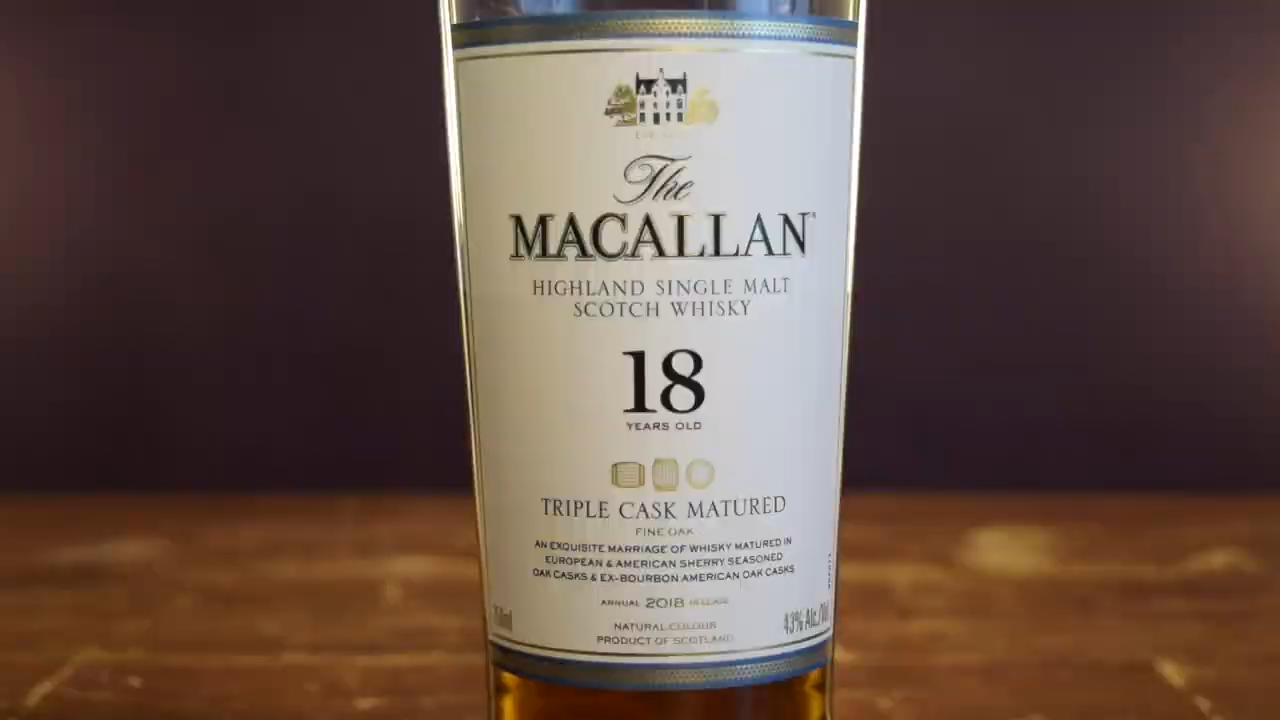 The
MACALLAN
HIGHLAND SINGLE MALT
SCOTCH WHISKY
18
YEARS OLD
TRIPLE CASK MATURED
FINE OAK
AN EXQUISITE MARRIAGE OF WHISKY MATURED IN
EUROPEAN & AMERICAN SHERRY SEASONED
OAK CASKS & EX-BOURBON AMERICAN OAK CASKS
ANNUAL 2018 RELEASE
43% Alc./Vol.
NATURAL COLOUR
PRODUCT OF SCOTLAND